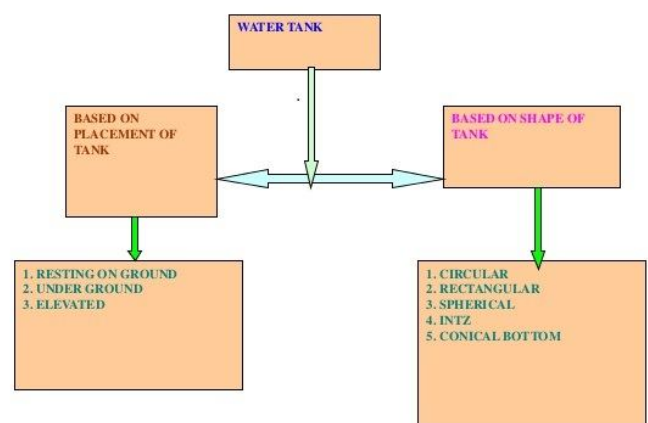 WATER TANK
BASED ON
PLACEMENT OF
TANK
BASED ON SHAPE OF
TANK
1. RESTING ON GROUND
2. UNDER GROUND
3. ELEVATED
1. CIRCULAR
2. RECTANGULAR
3. SPHERICAL
4. INTZ
5. CONICAL BOTTOM